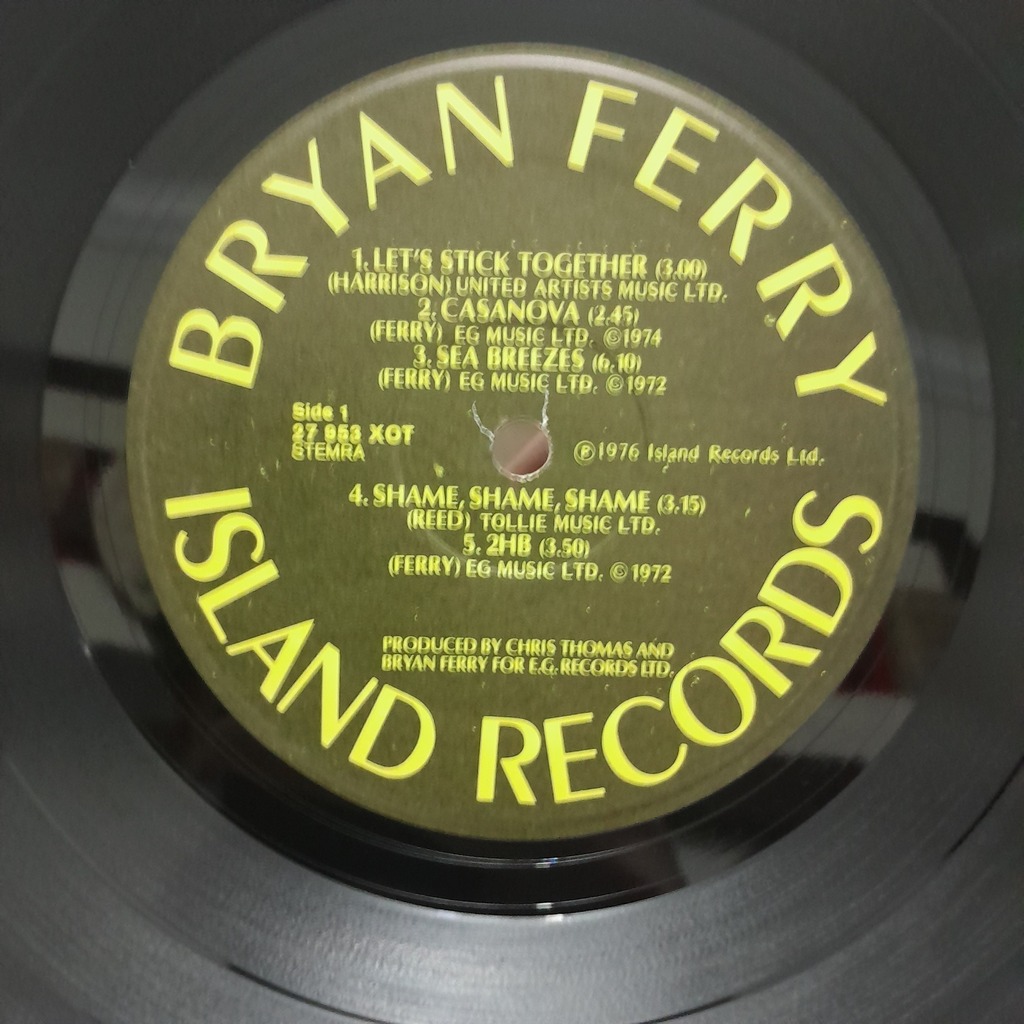 BRYAN FERRY
1. LET'S STICK TOGETHER (3.00)
(HARRISON) UNITED ARTISTS MUSIC LTD.
2. CASANOVA (2.45)
(FERRY) EG MUSIC LTD. ©1974
3. SEA BREEZES (6.10)
(FERRY) EG MUSIC LTD. ©1972
Side 1
27 853 XOT
STEMRA
℗1976 Island Records Ltd.
4. SHAME, SHAME, SHAME (3.15)
(REED) TOLLIE MUSIC LTD.
5. 2HB (3.50)
(FERRY) EG MUSIC LTD. ©1972
PRODUCED BY CHRIS THOMAS AND
BRYAN FERRY FOR E.G. RECORDS LTD.
ISLAND RECORDS